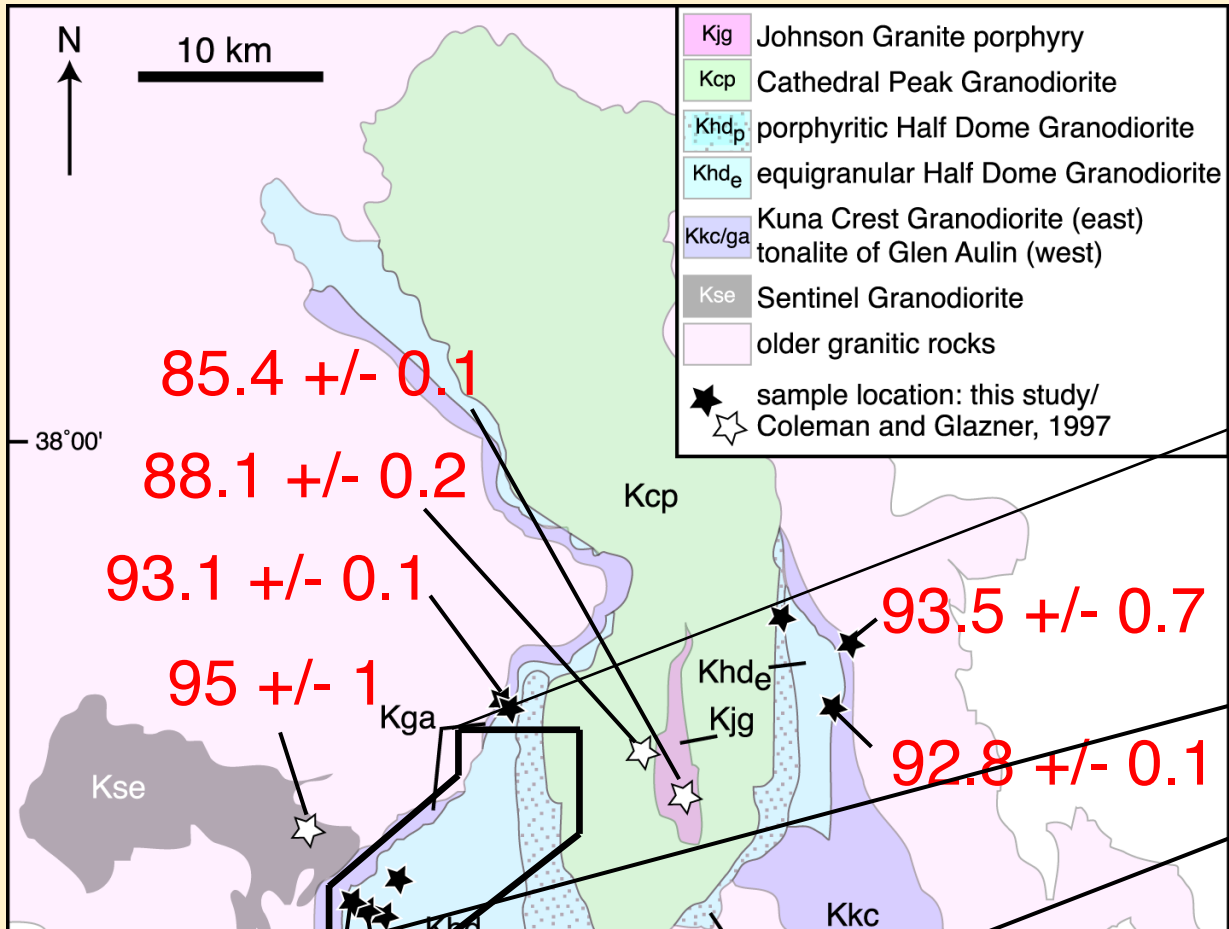 N
10 km
Kjg Johnson Granite porphyry
Kcp Cathedral Peak Granodiorite
Khdp porphyritic Half Dome Granodiorite
Khde equigranular Half Dome Granodiorite
Kkc/ga Kuna Crest Granodiorite (east)
tonalite of Glen Aulin (west)
Kse Sentinel Granodiorite
older granitic rocks
sample location: this study/
Coleman and Glazner, 1997
85.4 +/- 0.1
38°00'
88.1 +/- 0.2
Kcp
93.1 +/- 0.1
93.5 +/- 0.7
95 +/- 1
Khde
Kga
Kjg
92.8 +/- 0.1
Kse
Kkc
Khd